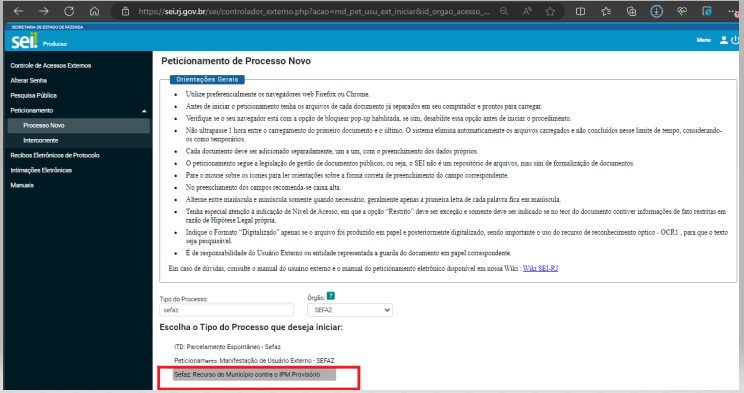 https://sei.rj.gov.br/sei/controlador_externo.php?acao=md_pet_usu_ext_iniciar&id_orgao_acesso_...
SECRETARIA DE ESTADO DE FAZENDA
sei! Producao
Menu
Controle de Acessos Externos
Alterar Senha
Pesquisa Pública
Peticionamento
Processo Novo
Intercorrente
Recibos Eletrônicos de Protocolo
Intimações Eletrônicas
Manuais
Peticionamento de Processo Novo
Orientações Gerais
• Utilize preferencialmente os navegadores web Firefox ou Chrome.
• Antes de iniciar o peticionamento tenha os arquivos de cada documento já separados em seu computador e prontos para carregar.
• Verifique se o seu navegador está com a opção de bloquear pop-up habilitada, se sim, desabilite essa opção antes de iniciar o procedimento.
• Não ultrapasse 1 hora entre o carregamento do primeiro documento e o último. O sistema elimina automaticamente os arquivos carregados e não concluídos nesse limite de tempo, considerando-
os como temporários.
• Cada documento deve ser adicionado separadamente, um a um, com o preenchimento dos dados próprios.
• O peticionamento segue a legislação de gestão de documentos públicos, ou seja, o SEI não é um repositório de arquivos, mas sim de formalização de documentos.
• Pare o mouse sobre os ícones para ler orientações sobre a forma correta de preenchimento do campo correspondente.
• No preenchimento dos campos recomenda-se caixa alta.
• Alterne entre maiúscula e minúscula somente quando necessário, geralmente apenas a primeira letra de cada palavra fica em maiúscula.
• Tenha especial atenção à indicação de Nível de Acesso, em que a opção "Restrito" deve ser exceção e somente deve ser indicado se no teor do documento contiver informações de fato restritas em
razão de Hipótese Legal própria.
• Indique o Formato "Digitalizado" apenas se o arquivo foi produzido em papel e posteriormente digitalizado, sendo importante o uso do recurso de reconhecimento óptico - OCR1 , para que o texto
seja pesquisável.
• É de responsabilidade do Usuário Externo ou entidade representada a guarda do documento em papel correspondente.
Em caso de dúvidas, consulte o manual do usuário externo e o manual do peticionamento eletrônico disponível em nossa Wiki : Wiki SEI-RJ
Tipo do Processo:
Órgão: ?
sefaz
SEFAZ
Escolha o Tipo do Processo que deseja iniciar:
ITD: Parcelamento Espontâneo - Sefaz
Peticionamento: Manifestação de Usuário Externo - SEFAZ
Sefaz: Recurso do Município contra o IPM Provisório